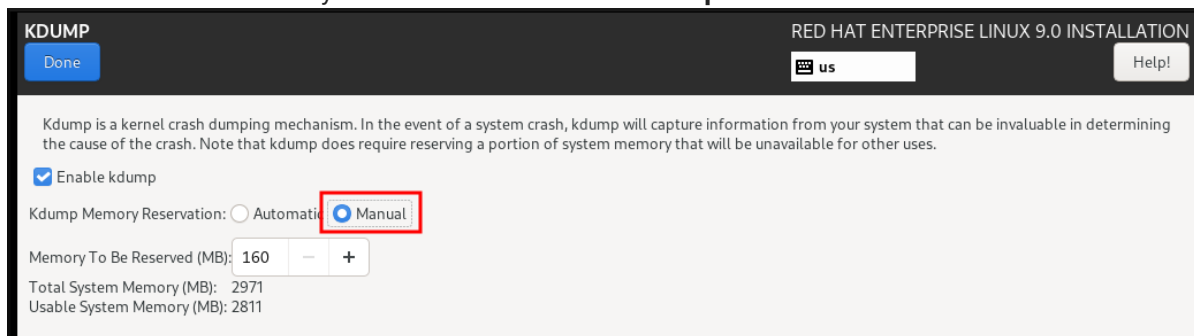 KDUMP
RED HAT ENTERPRISE LINUX 9.0 INSTALLATION
Done
us
Help!
Kdump is a kernel crash dumping mechanism. In the event of a system crash, kdump will capture information from your system that can be invaluable in determining
the cause of the crash. Note that kdump does require reserving a portion of system memory that will be unavailable for other uses.
Enable kdump
Kdump Memory Reservation: Automatic Manual
Memory To Be Reserved (MB): 160 − +
Total System Memory (MB): 2971
Usable System Memory (MB): 2811